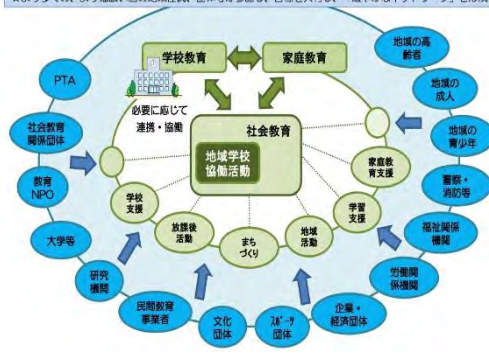 学校教育
家庭教育
必要に応じて
連携・協働
社会教育
地域学校
協働活動
PTA
社会教育
関係団体
教育
NPO
大学等
研究
機関
民間教育
事業者
文化
団体
スポーツ
団体
企業・
経済団体
労働関
係機関
福祉関係
機関
警察・
消防等
地域の
青少年
地域の
成人
地域の高
齢者
学校
支援
放課後
活動
まち
づくり
地域
活動
学習
支援
家庭教
育支援